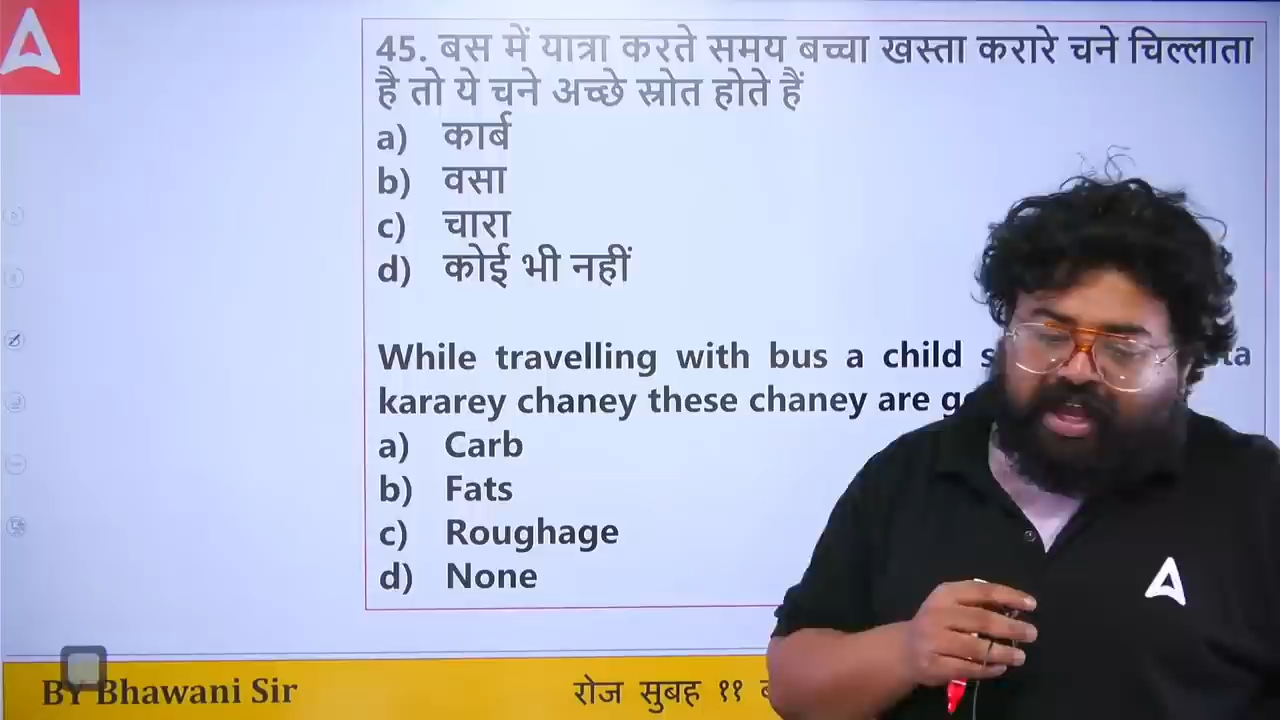 45. बस में यात्रा करते समय बच्चा खस्ता करारे चने चिल्लाता
है तो ये चने अच्छे स्रोत होते हैं
a) कार्ब
b) वसा
c) चारा
d) कोई भी नहीं
While travelling with bus a child
kararey chaney these chaney are
a) Carb
b) Fats
c) Roughage
d) None
BY Bhawani Sir
रोज सुबह ११